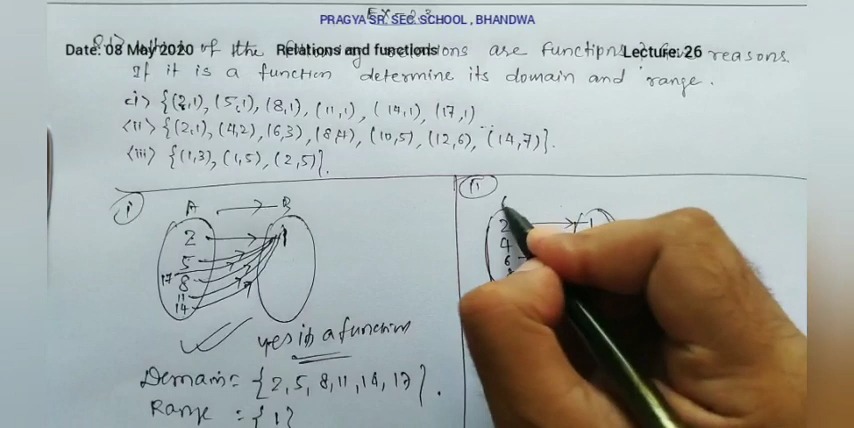 Ex - 2.3
PRAGYA SR. SEC. SCHOOL , BHANDWA
Date: 08 May 2020 Relations and functions Lecture: 26
of the following relations are functions? Give reasons.
If it is a function determine its domain and range.
(i) {(2,1), (5,1), (8,1), (11,1), (14,1), (17,1)
(ii) {(2,1), (4,2), (6,3), (8,4), (10,5), (12,6), (14,7)}.
(iii) {(1,3), (1,5), (2,5)}.
(i) (ii)
A B
2 1
5
17 8
11
14
2 1
4
6
yes it is a function
Domain = {2, 5, 8, 11, 14, 17}.
Range = {1}